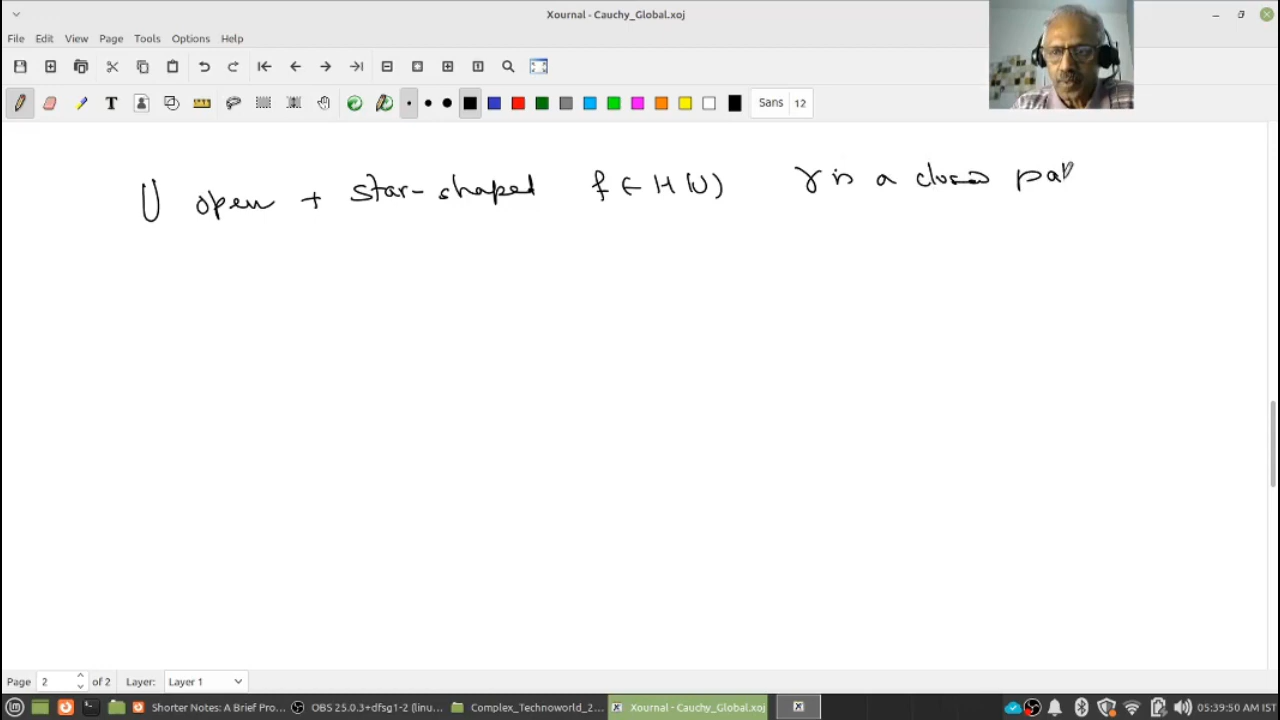 Xournal - Cauchy_Global.xoj
File Edit View Page Tools Options Help
Sans 12
U open + star-shaped f ∈ H(U) γ is a closed pat
Page 2 of 2 Layer: Layer 1
Shorter Notes: A Brief Pro... OBS 25.0.3+dfsg1-2 (linu... Complex_Technoworld_2... Xournal - Cauchy_Global.xoj 05:39:50 AM IST